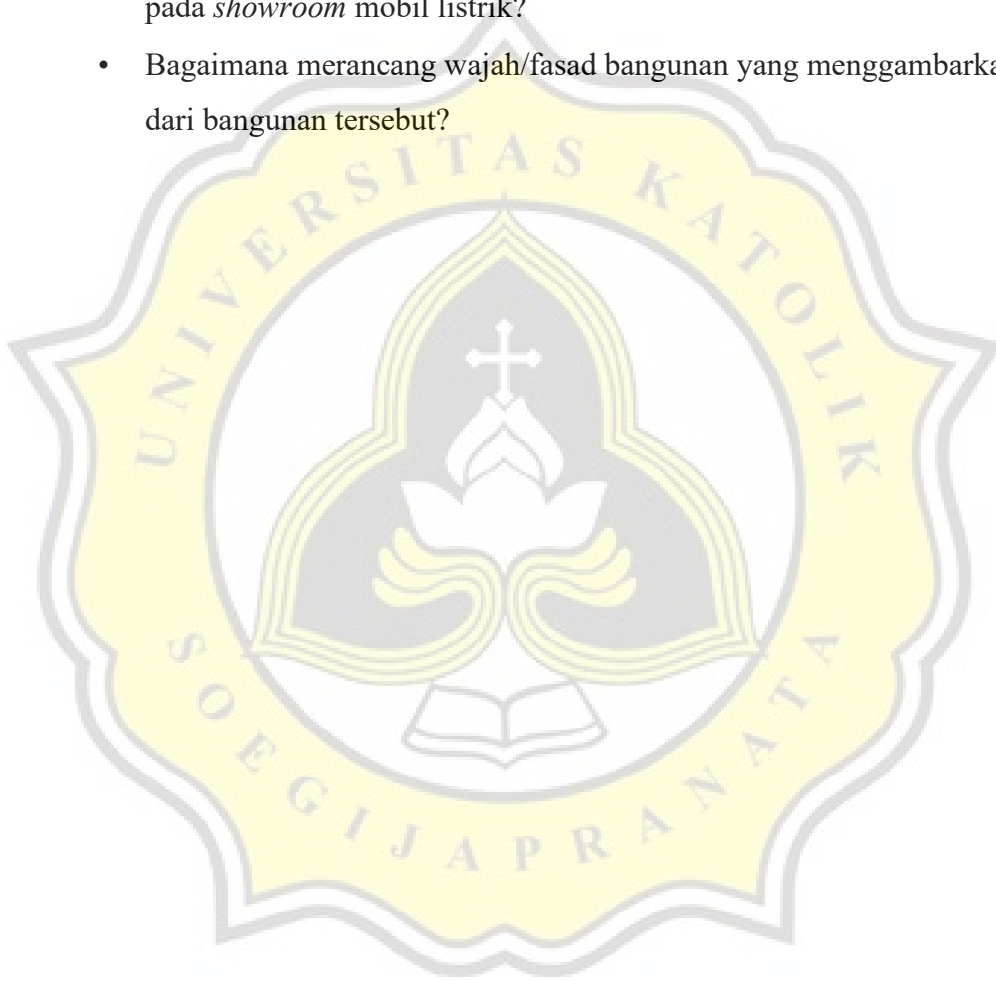 pada showroom mobil listrik?
• Bagaimana merancang wajah/fasad bangunan yang menggambarka
dari bangunan tersebut?
UNIVERSITAS KATOLIK
SOEGIJAPRANATA